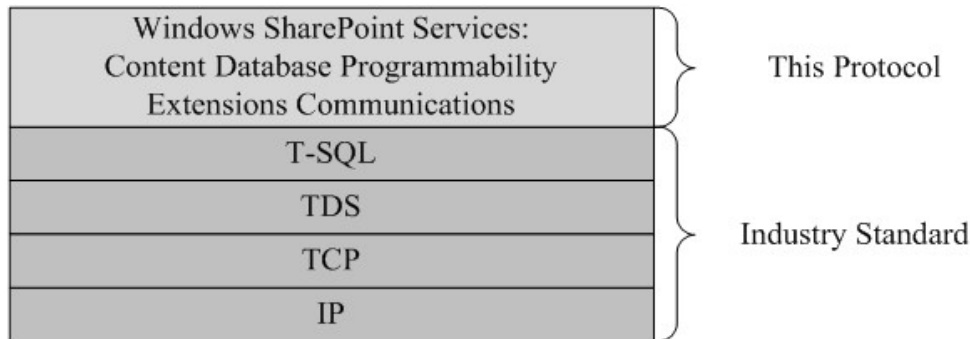 Windows SharePoint Services:
Content Database Programmability
Extensions Communications
This Protocol
T-SQL
TDS
TCP
IP
Industry Standard